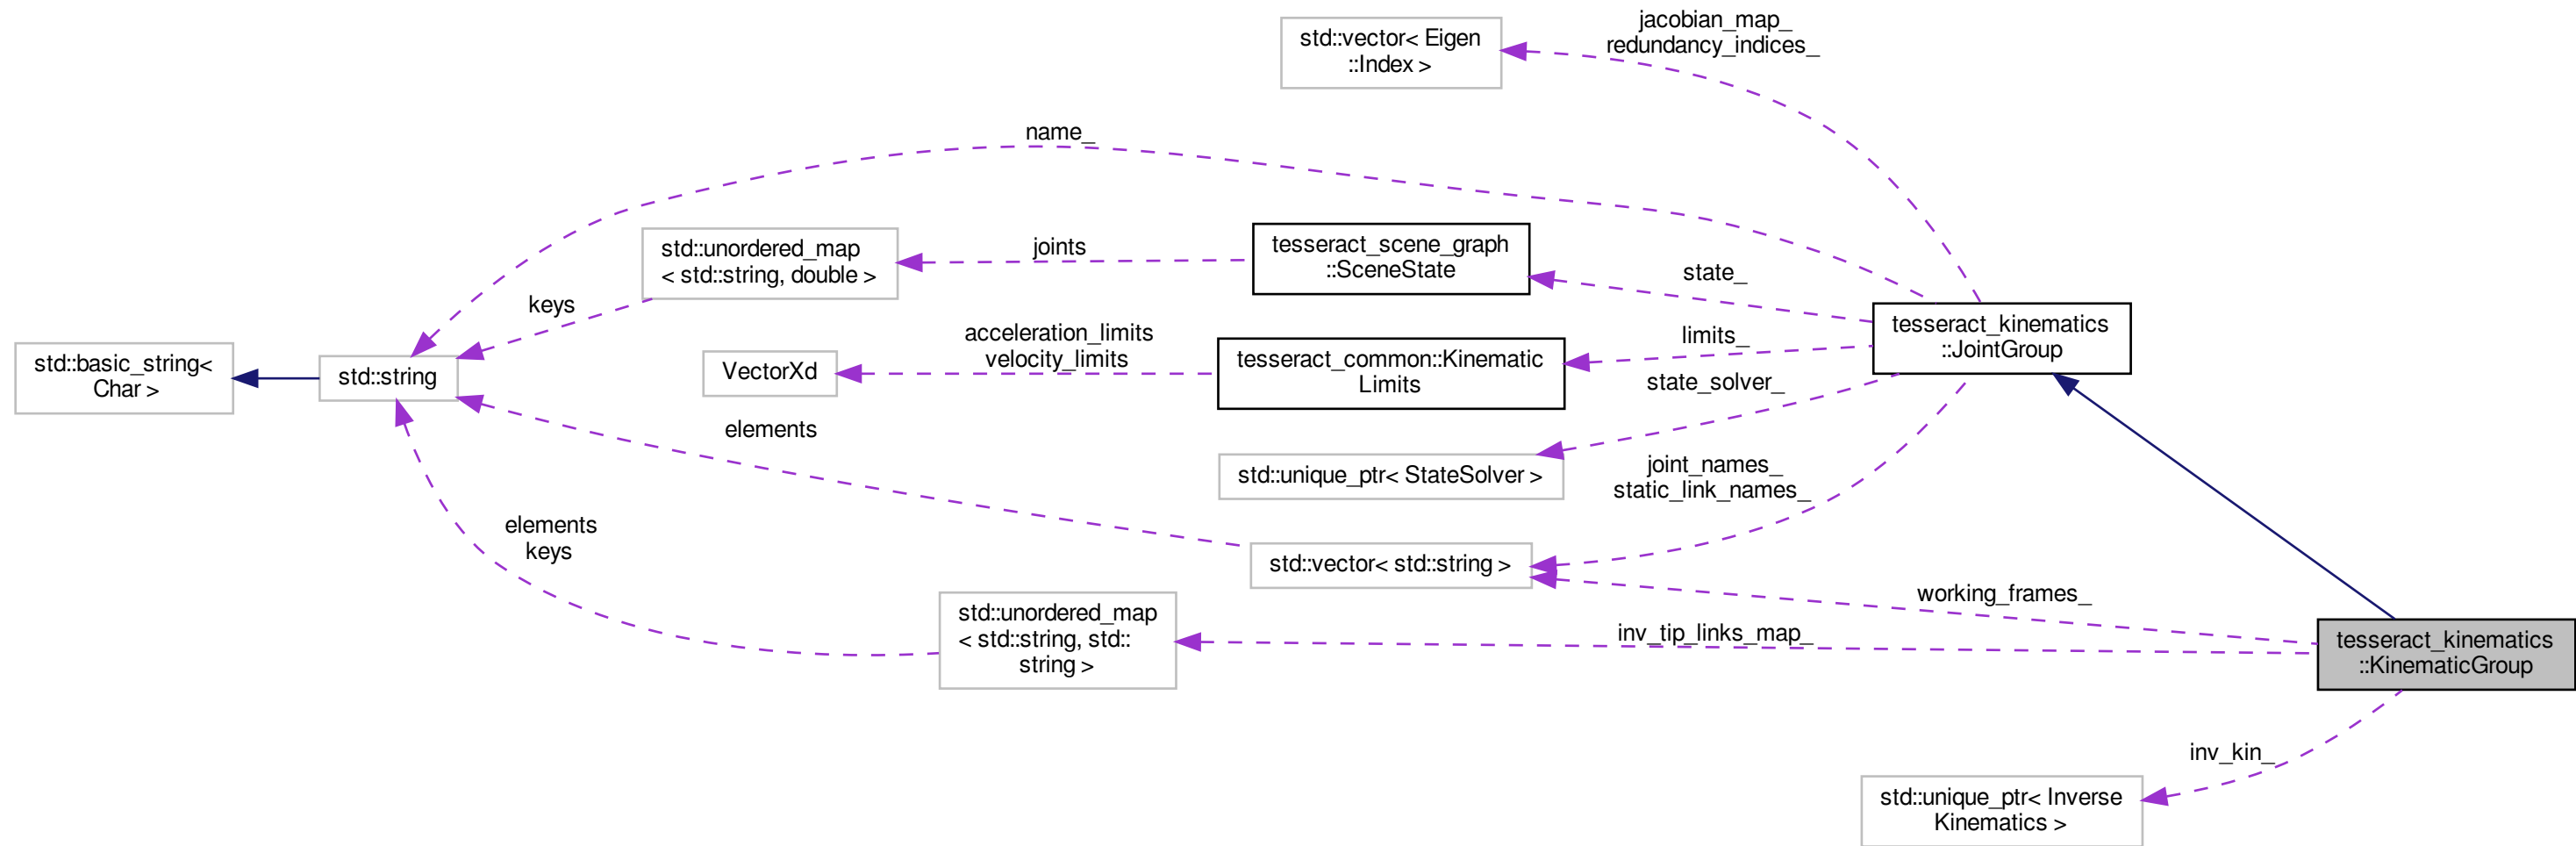 jacobian_map_
redundancy_indices_
std::vector< Eigen
::Index >
name_
std::unordered_map
< std::string, double >
joints
tesseract_scene_graph
::SceneState
state_
keys
acceleration_limits
velocity_limits
tesseract_common::Kinematic
Limits
limits_
tesseract_kinematics
::JointGroup
std::basic_string<
Char >
std::string
VectorXd
state_solver_
elements
std::unique_ptr< StateSolver >
joint_names_
static_link_names_
elements
keys
std::vector< std::string >
working_frames_
std::unordered_map
< std::string, std::
string >
inv_tip_links_map_
tesseract_kinematics
::KinematicGroup
inv_kin_
std::unique_ptr< Inverse
Kinematics >